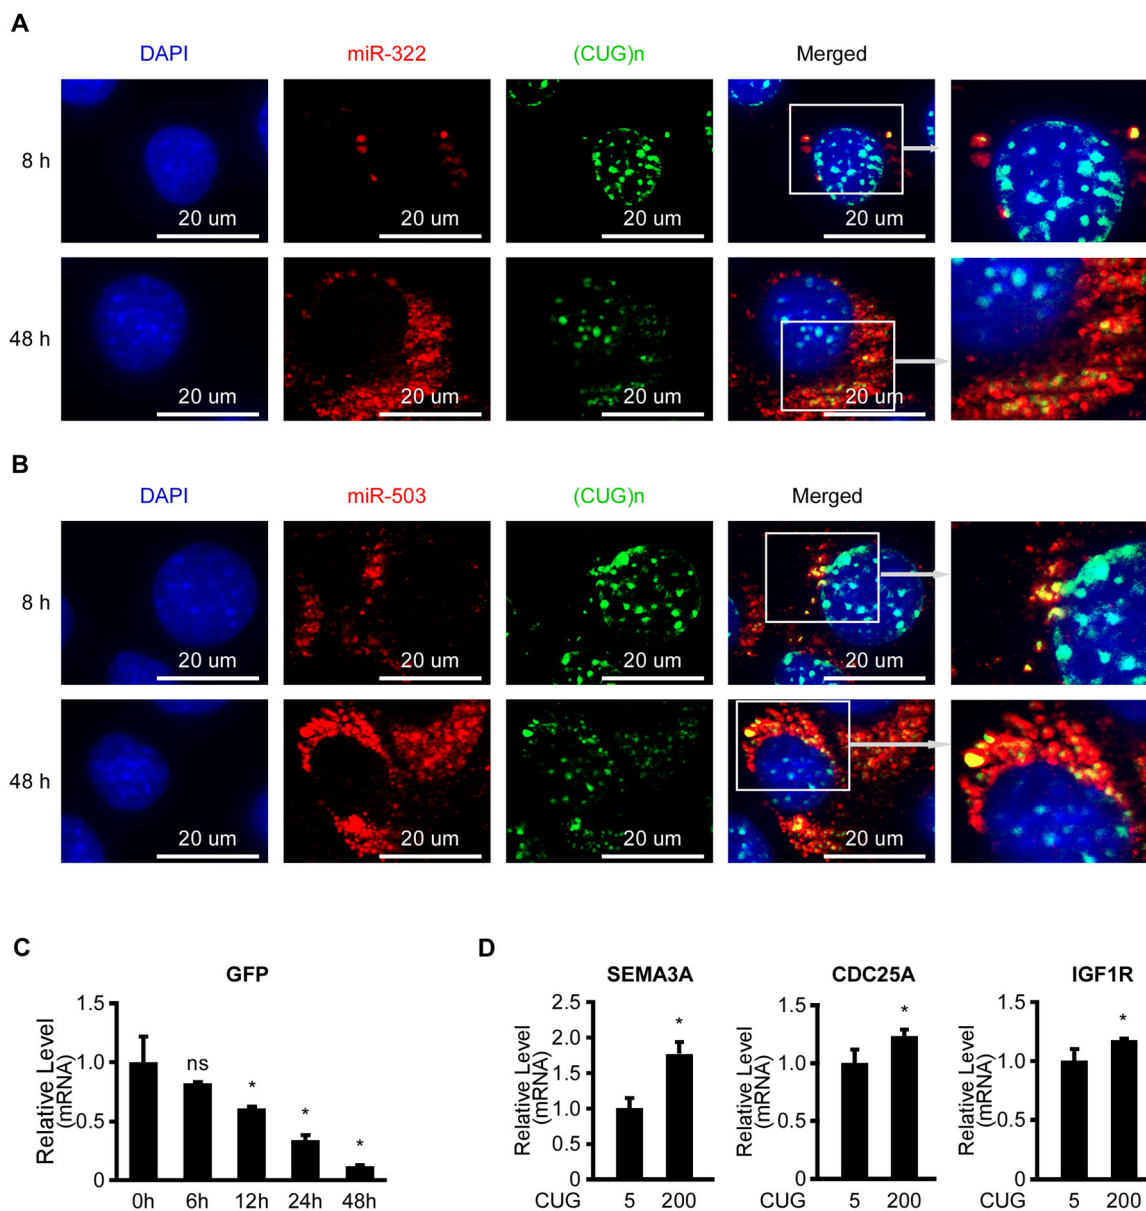 A
DAPI miR-322 (CUG)n Merged
8 h
20 um 20 um 20 um 20 um
48 h
20 um 20 um 20 um 20 um
B
DAPI miR-503 (CUG)n Merged
8 h
20 um 20 um 20 um 20 um
48 h
20 um 20 um 20 um 20 um
C
GFP
Relative Level
(mRNA)
1.5
1.0
0.5
0
ns * * *
0h 6h 12h 24h 48h
D
SEMA3A
Relative Level
(mRNA)
2.5
2.0
1.5
1.0
0.5
0
*
CUG 5 200
CDC25A
Relative Level
(mRNA)
1.5
1.0
0.5
0
*
CUG 5 200
IGF1R
Relative Level
(mRNA)
1.5
1.0
0.5
0
*
CUG 5 200